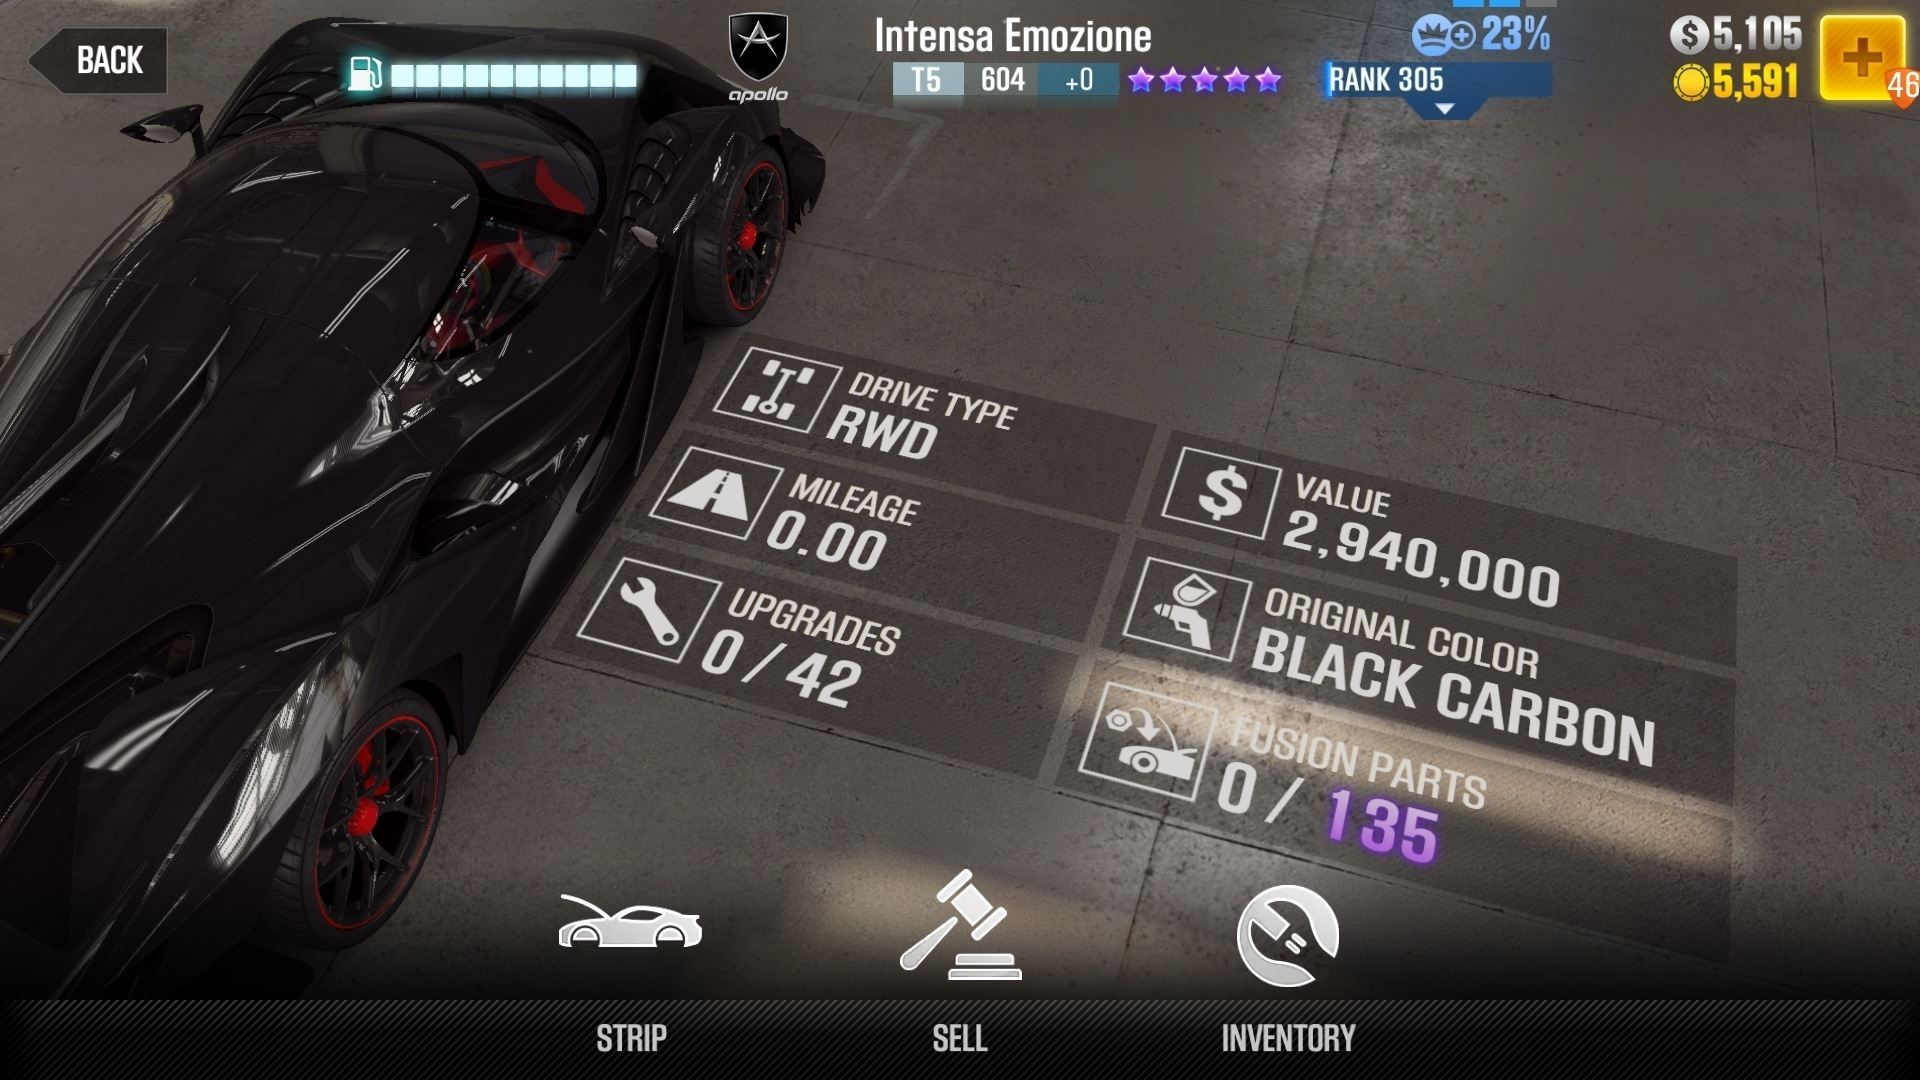 BACK
apollo
Intensa Emozione
T5 604 +0
23%
RANK 305
5,105
5,591
46
DRIVE TYPE
RWD
MILEAGE
0.00
UPGRADES
0/42
VALUE
2,940,000
ORIGINAL COLOR
BLACK CARBON
FUSION PARTS
0/135
STRIP
SELL
INVENTORY